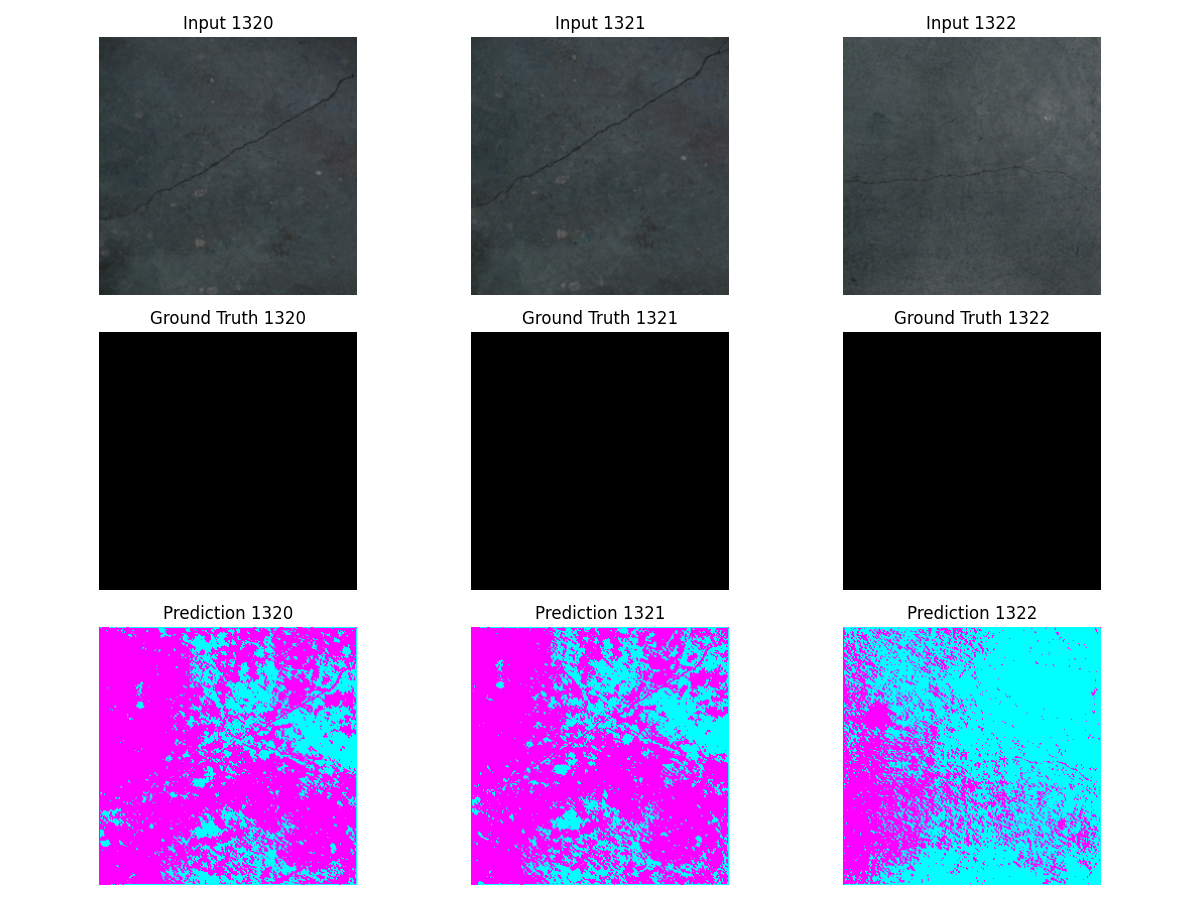 Input 1320
Input 1321
Input 1322
Ground Truth 1320
Ground Truth 1321
Ground Truth 1322
Prediction 1320
Prediction 1321
Prediction 1322